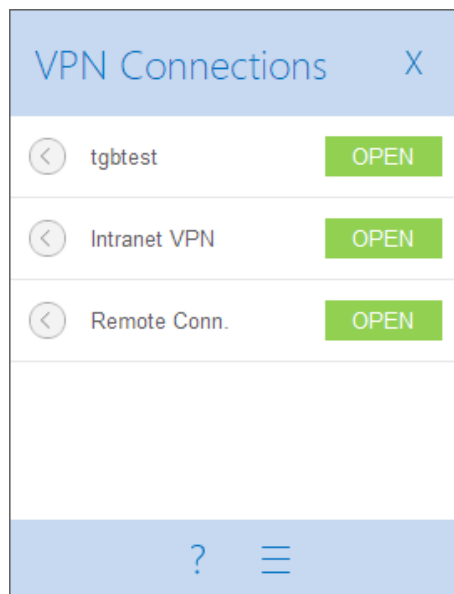 VPN Connections X
tgbtest OPEN
Intranet VPN OPEN
Remote Conn. OPEN
?